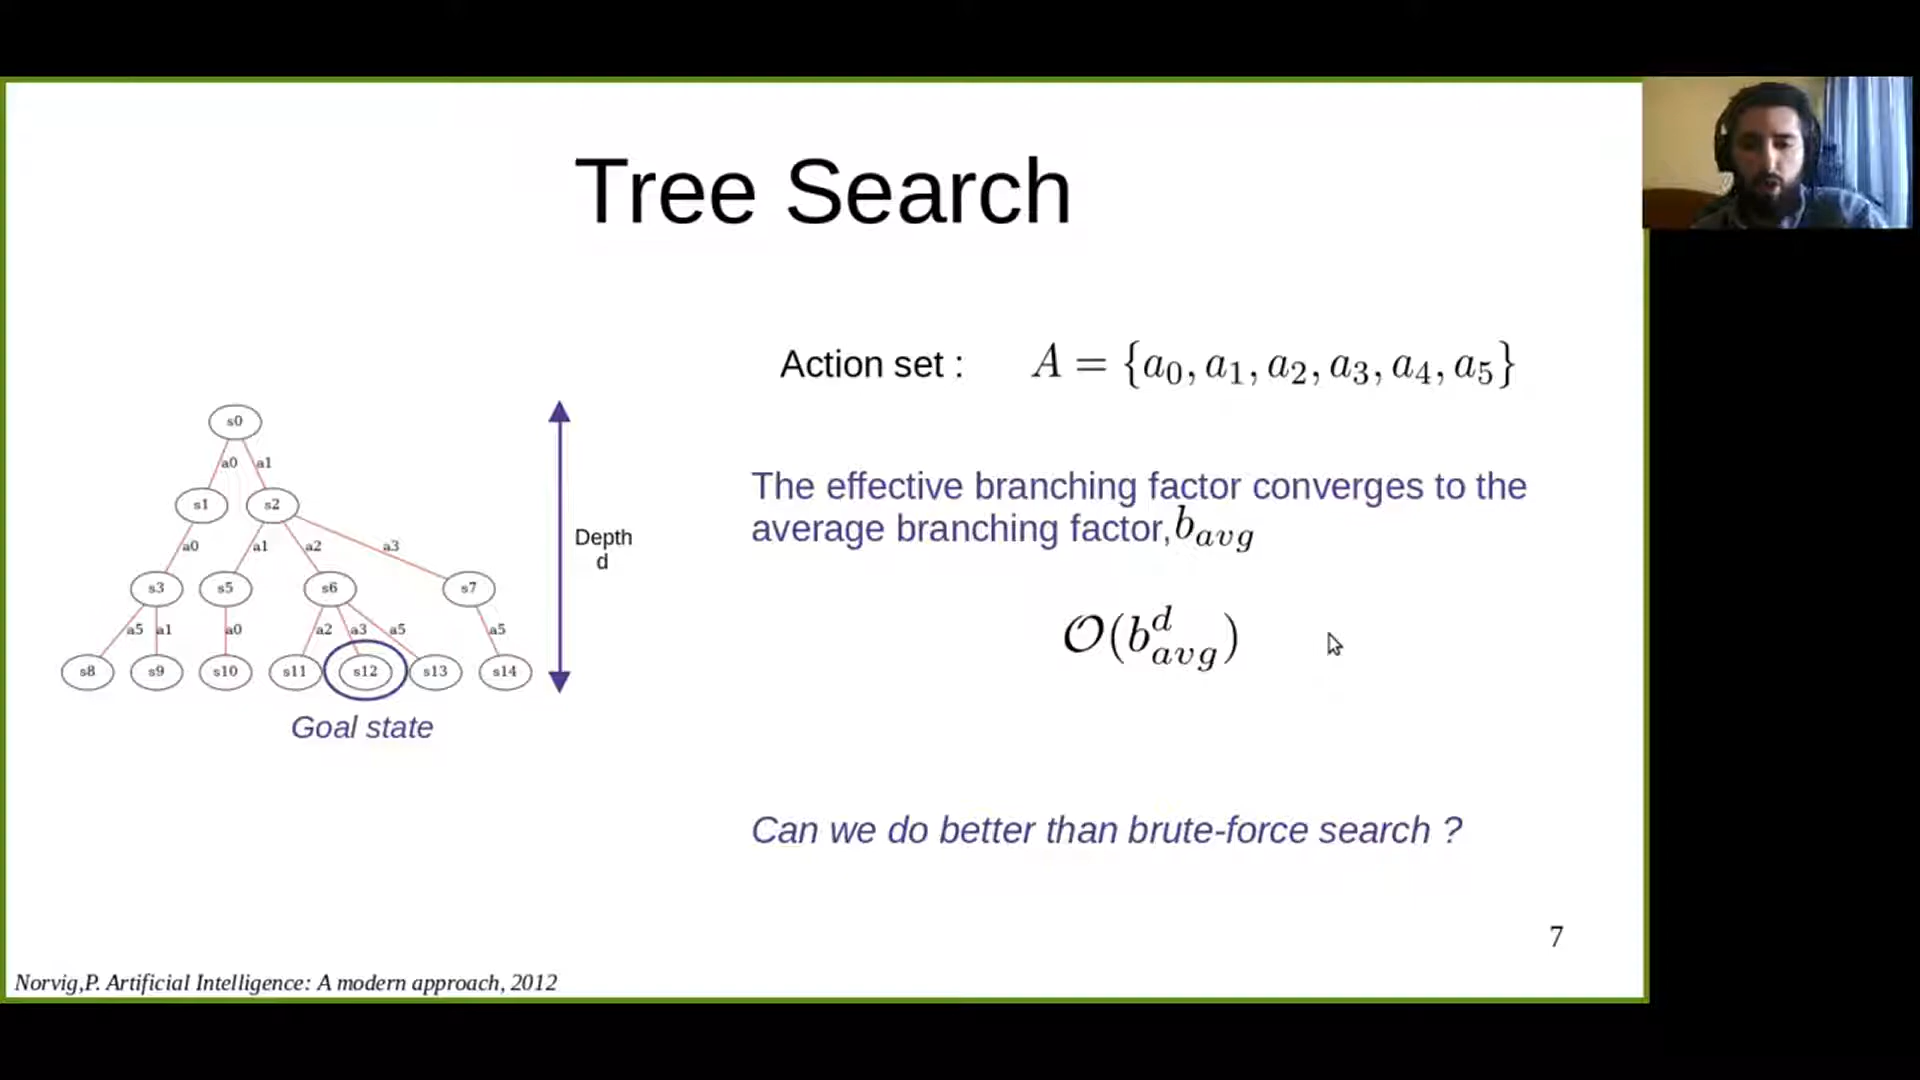 Tree Search
Action set : A = {a0, a1, a2, a3, a4, a5}
s0
a0 a1
s1 s2
a0 a1 a2 a3
Depth
d
s3 s5 s6 s7
a5 a1 a0 a2 a3 a5 a5
s8 s9 s10 s11 s12 s13 s14
Goal state
The effective branching factor converges to the
average branching factor, b_avg
O(b^d_avg)
Can we do better than brute-force search ?
7
Norvig,P. Artificial Intelligence: A modern approach, 2012